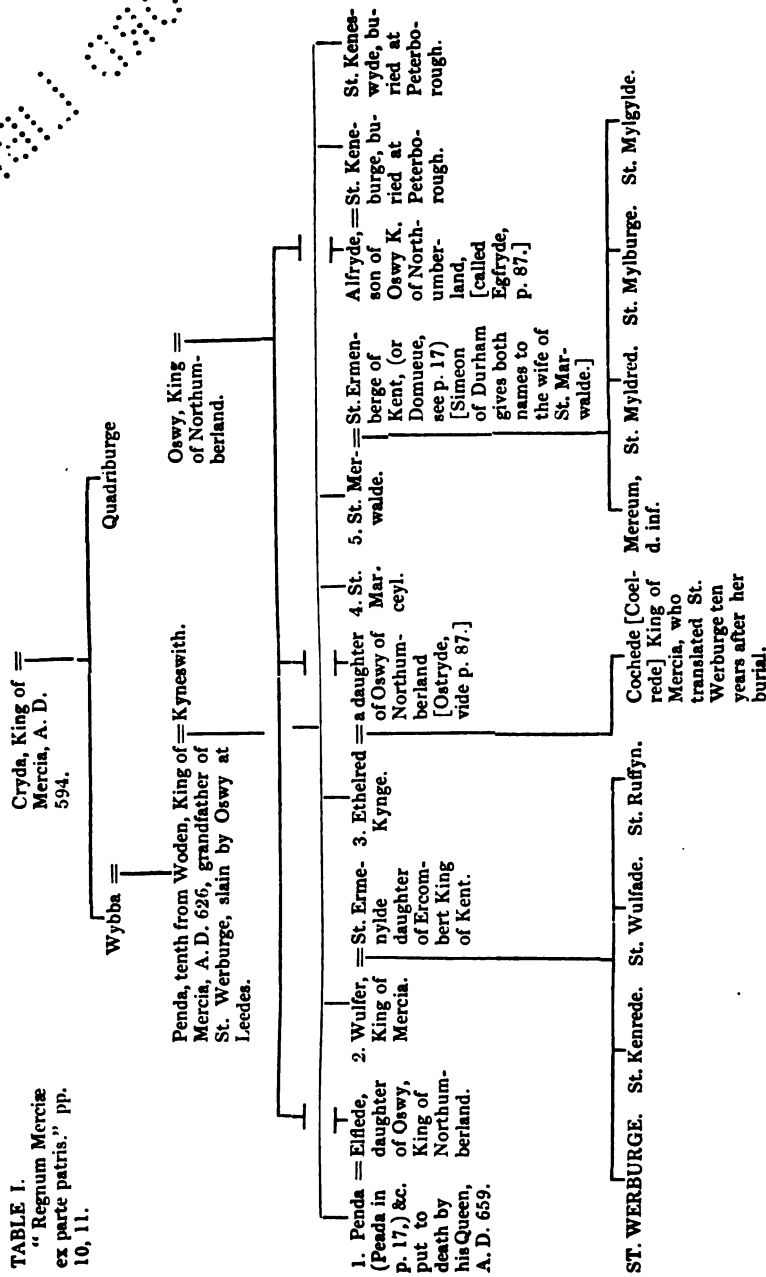 TABLE I.
" Regnum Merciæ
ex parte patris." pp.
10, 11.
Cryda, King of =
Mercia, A. D.
594.
Wybba =
Quadriburge
Penda, tenth from Woden, King of = Kyneswith.
Mercia, A. D. 626, grandfather of
St. Werburge, slain by Oswy at
Leedes.
Oswy, King =
of Northum-
berland.
1. Penda =
(Peada in
p. 17,) &c.
put to
death by
his Queen,
A. D. 659.
Elflede,
daughter
of Oswy,
King of
Northum-
berland.
2. Wulfer, =
King of
Mercia.
St. Erme-
nylde
daughter
of Ercom-
bert King
of Kent.
3. Ethelred =
Kynge.
a daughter
of Oswy of
Northum-
berland
[Ostryde,
vide p. 87.]
4. St.
Mar-
ceyl.
5. St. Mer- =
walde.
St. Ermen-
berge of
Kent, (or
Domueue,
see p. 17)
[Simeon
of Durham
gives both
names to
the wife of
St. Mar-
walde.]
Alfryde, =
son of
Oswy K.
of North-
umber-
land,
[called
Egfryde,
p. 87.]
St. Kene-
burge, bu-
ried at
Peterbo-
rough.
St. Kenes-
wyde, bu-
ried at
Peterbo-
rough.
ST. WERBURGE. St. Kenrede. St. Wulfade. St. Ruffyn.
Cochede [Coel-
rede] King of
Mercia, who
translated St.
Werburge ten
years after her
burial.
Mereum,
d. inf.
St. Myldred. St. Mylburge. St. Mylgylde.